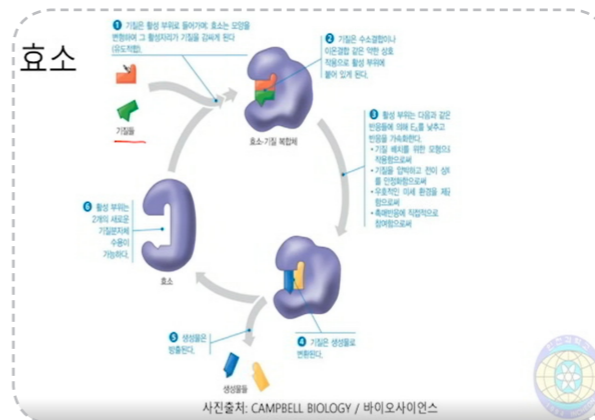 효소
❶ 기질은 활성 부위로 들어가며; 효소는 모양을
변형하여 그 활성자리가 기질을 감싸게 된다
(유도적합).
기질들
❷ 기질은 수소결합이나
이온결합 같은 약한 상호
작용으로 활성 부위에
붙어 있게 된다.
효소-기질 복합체
❸ 활성 부위는 다음과 같은
반응들에 의해 EA를 낮추고
반응을 가속화한다.
• 기질 배치를 위한 모형으로
작용함으로써
• 기질을 압박하고 전이 상
를 안정화함으로써
• 우호적인 미세 환경을 제공
함으로써
• 촉매반응에 직접적으로
참여함으로써
❹ 기질은 생성물로
변환된다.
❺ 생성물은
방출된다.
생성물들
❻ 활성 부위는
2개의 새로운
기질분자에
수용이
가능하다.
효소
사진출처: CAMPBELL BIOLOGY / 바이오사이언스